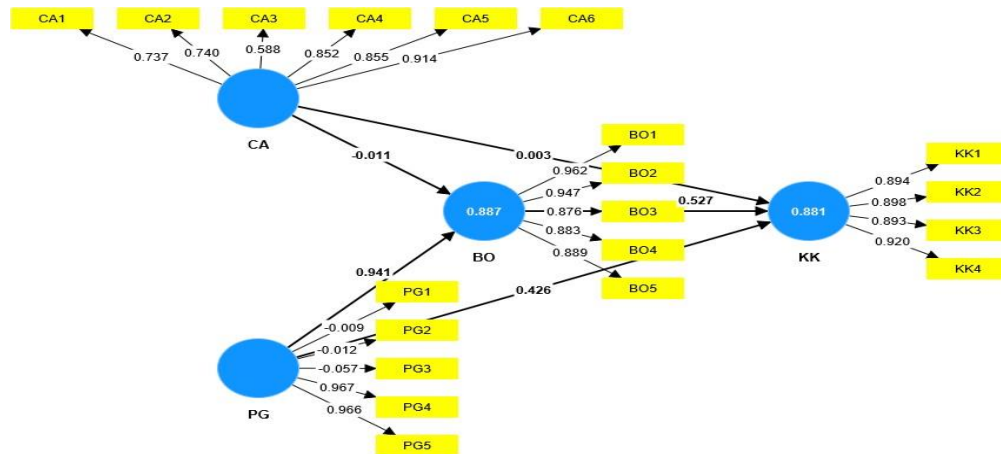 CA1 CA2 CA3 CA4 CA5 CA6
0.737 0.740 0.588 0.852 0.855 0.914
CA
-0.011
0.003
BO1
BO2
BO3
BO4
BO5
0.962
0.947
0.876
0.883
0.889
0.887
BO
0.527
0.881
KK
KK1
KK2
KK3
KK4
0.894
0.898
0.893
0.920
0.941
0.426
PG1
PG2
PG3
PG4
PG5
-0.009
-0.012
-0.057
0.967
0.966
PG